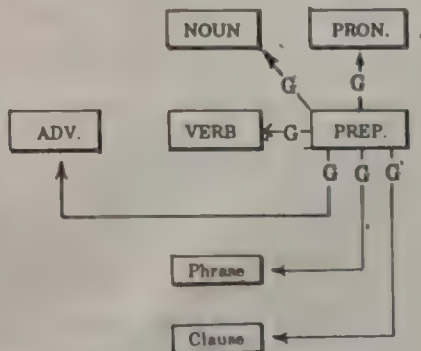 NOUN PRON.
G G
ADV. VERB G PREP.
G G G
Phrase
Clause